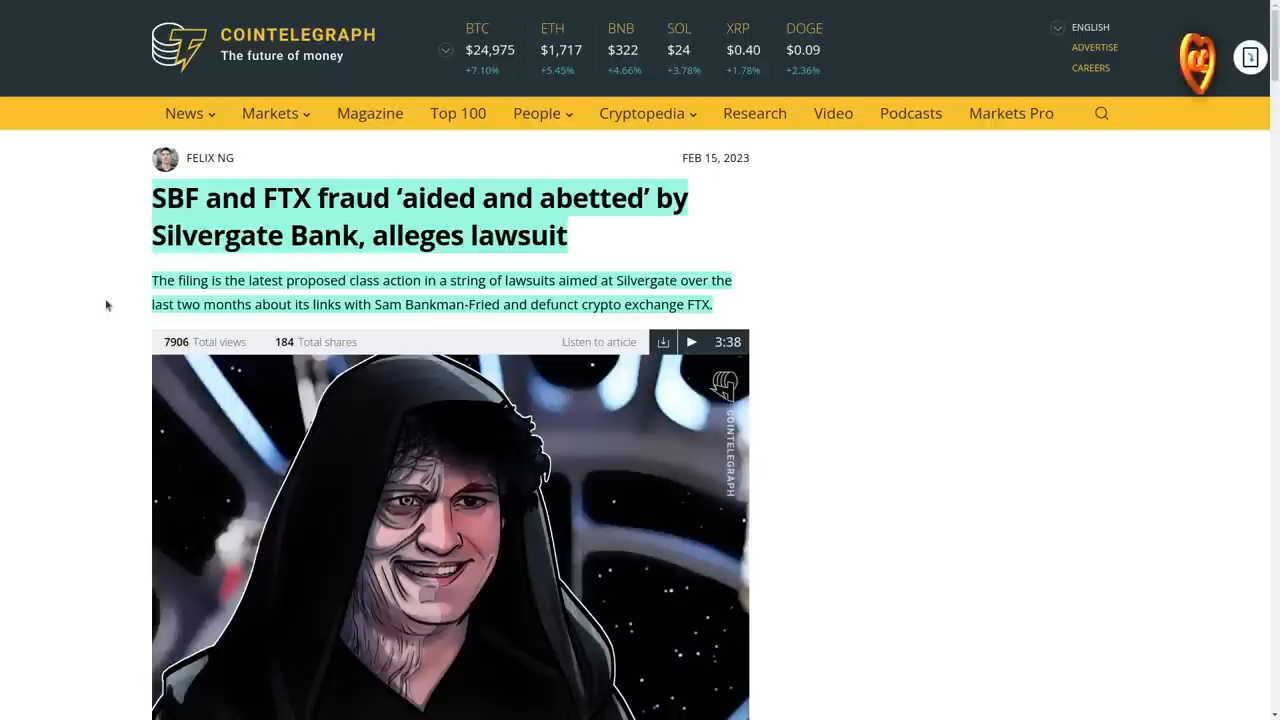 COINTELEGRAPH
The future of money
BTC ETH BNB SOL XRP DOGE
$24,975 $1,717 $322 $24 $0.40 $0.09
+7.10% +5.45% +4.66% +3.78% +1.78% +2.36%
ENGLISH
ADVERTISE
CAREERS
News Markets Magazine Top 100 People Cryptopedia Research Video Podcasts Markets Pro
FELIX NG FEB 15, 2023
SBF and FTX fraud ‘aided and abetted’ by
Silvergate Bank, alleges lawsuit
The filing is the latest proposed class action in a string of lawsuits aimed at Silvergate over the
last two months about its links with Sam Bankman-Fried and defunct crypto exchange FTX.
7906 Total views 184 Total shares Listen to article 3:38
COINTELEGRAPH